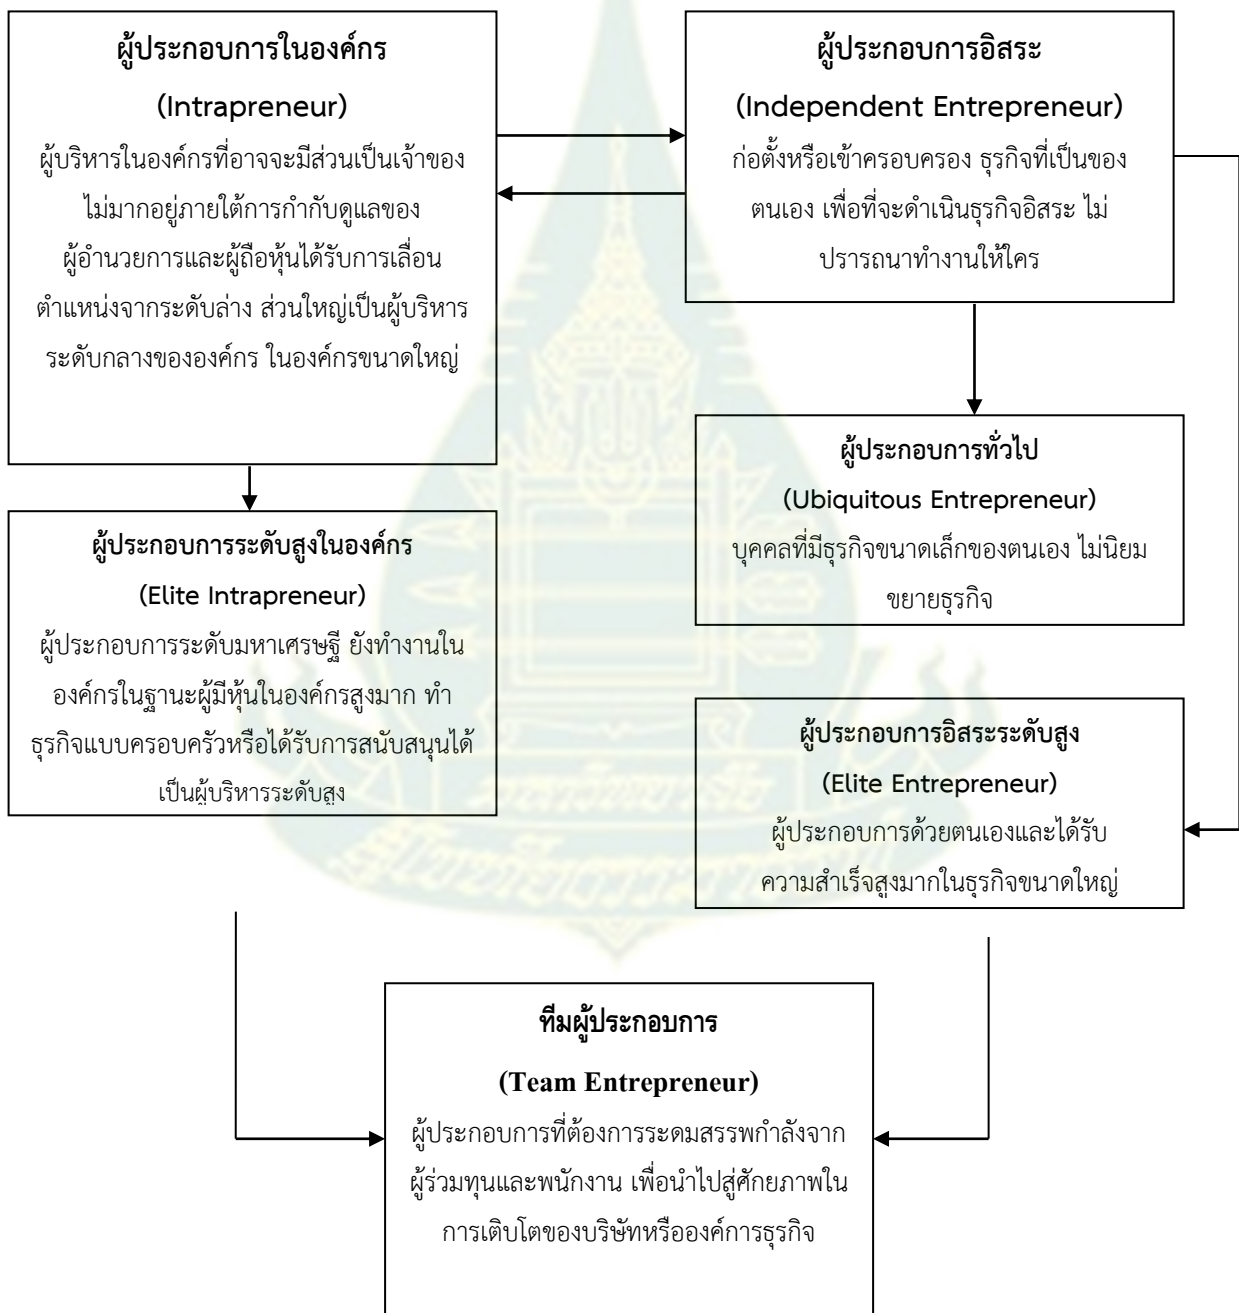 ผู้ประกอบการในองค์กร
(Intrapreneur)
ผู้บริหารในองค์กรที่อาจจะมีส่วนเป็นเจ้าของ
ไม่มากอยู่ภายใต้การกำกับดูแลของ
ผู้อำนวยการและผู้ถือหุ้นได้รับการเลื่อน
ตำแหน่งจากระดับล่าง ส่วนใหญ่เป็นผู้บริหาร
ระดับกลางขององค์กร ในองค์กรขนาดใหญ่
ผู้ประกอบการอิสระ
(Independent Entrepreneur)
ก่อตั้งหรือเข้าครอบครอง ธุรกิจที่เป็นของ
ตนเอง เพื่อที่จะดำเนินธุรกิจอิสระ ไม่
ปรารถนาทำงานให้ใคร
ผู้ประกอบการทั่วไป
(Ubiquitous Entrepreneur)
บุคคลที่มีธุรกิจขนาดเล็กของตนเอง ไม่นิยม
ขยายธุรกิจ
ผู้ประกอบการระดับสูงในองค์กร
(Elite Intrapreneur)
ผู้ประกอบการระดับมหาเศรษฐี ยังทำงานใน
องค์กรในฐานะผู้มีหุ้นในองค์กรสูงมาก ทำ
ธุรกิจแบบครอบครัวหรือได้รับการสนับสนุนได้
เป็นผู้บริหารระดับสูง
ผู้ประกอบการอิสระระดับสูง
(Elite Entrepreneur)
ผู้ประกอบการด้วยตนเองและได้รับ
ความสำเร็จสูงมากในธุรกิจขนาดใหญ่
ทีมผู้ประกอบการ
(Team Entrepreneur)
ผู้ประกอบการที่ต้องการระดมสรรพกำลังจาก
ผู้ร่วมทุนและพนักงาน เพื่อนำไปสู่ศักยภาพใน
การเติบโตของบริษัทหรือองค์การธุรกิจ